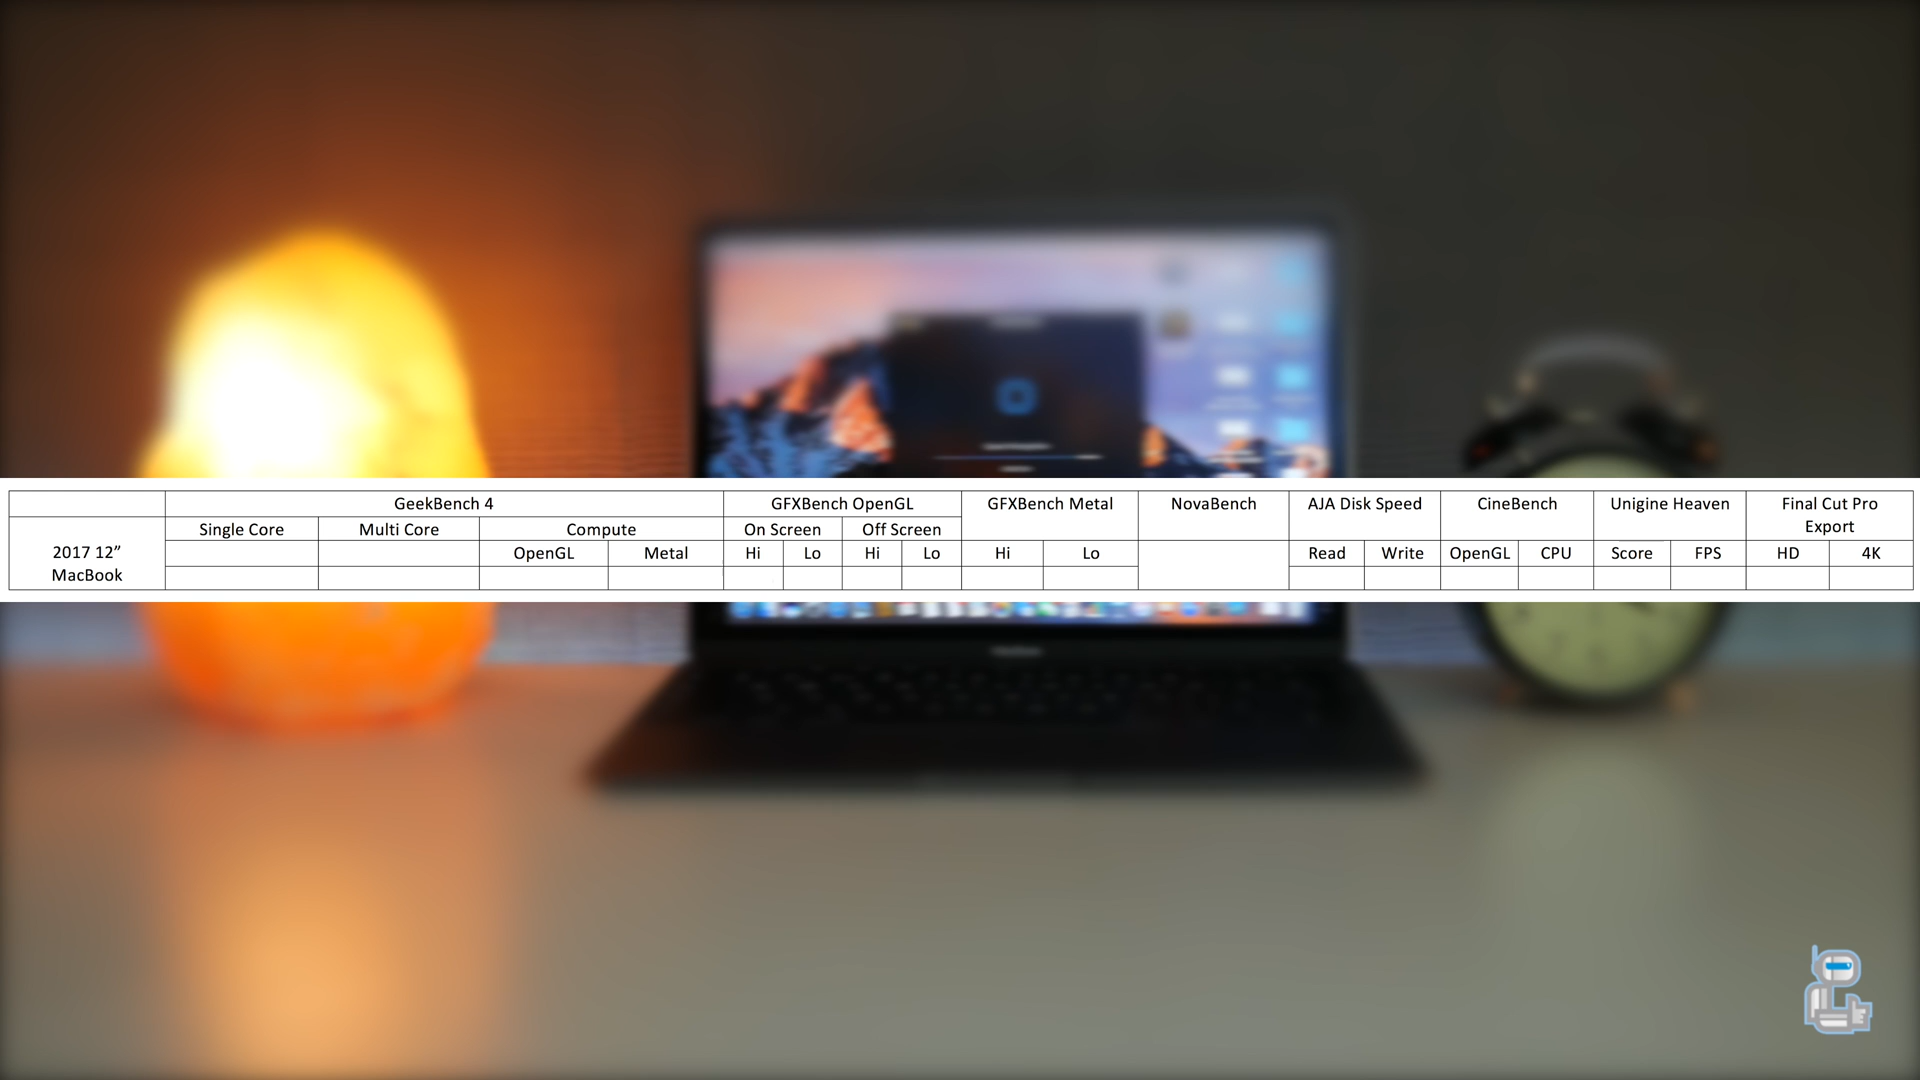 GeekBench 4 GFXBench OpenGL GFXBench Metal NovaBench AJA Disk Speed CineBench Unigine Heaven Final Cut Pro Export
Single Core Multi Core Compute On Screen Off Screen
2017 12” MacBook
OpenGL Metal Hi Lo Hi Lo Hi Lo Read Write OpenGL CPU Score FPS HD 4K